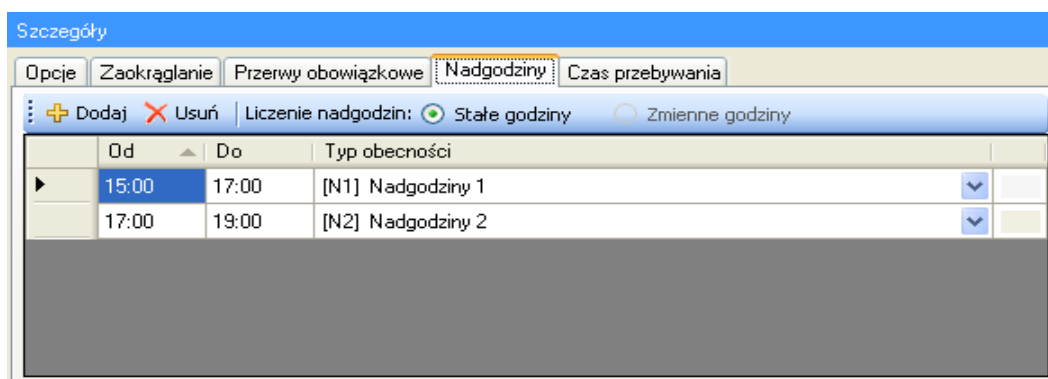 Szczegóły
Opcje Zaokrąglanie Przerwy obowiązkowe Nadgodziny Czas przebywania
Dodaj Usuń Liczenie nadgodzin: Stałe godziny Zmienne godziny
Od Do Typ obecności
15:00 17:00 [N1] Nadgodziny 1
17:00 19:00 [N2] Nadgodziny 2